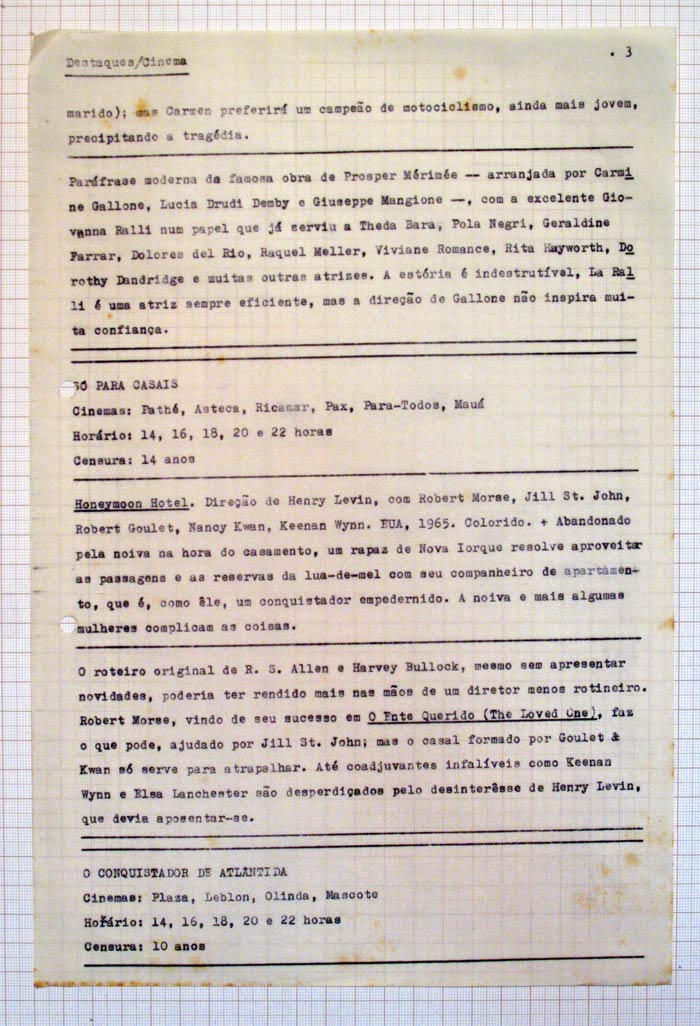 Destaques/Cinema
. 3
marido); mas Carmen preferirá um campeão de motociclismo, ainda mais jovem,
precipitando a tragédia.
Paráfrase moderna da famosa obra de Prosper Mérimée — arranjada por Carmi
ne Gallone, Lucia Drudi Demby e Giuseppe Mangione —, com a excelente Gio-
vanna Ralli num papel que já serviu a Theda Bara, Pola Negri, Geraldine
Farrar, Dolores del Rio, Raquel Meller, Viviane Romance, Rita Hayworth, Do
rothy Dandridge e muitas outras atrizes. A estória é indestrutível, La Ral
li é uma atriz sempre eficiente, mas a direção de Gallone não inspira mui-
ta confiança.
SÓ PARA CASAIS
Cinemas: Pathé, Asteca, Ricamar, Pax, Para-Todos, Mauá
Horário: 14, 16, 18, 20 e 22 horas
Censura: 14 anos
Honeymoon Hotel. Direção de Henry Levin, com Robert Morse, Jill St. John,
Robert Goulet, Nancy Kwan, Keenan Wynn. EUA, 1965. Colorido. + Abandonado
pela noiva na hora do casamento, um rapaz de Nova Iorque resolve aproveitar
as passagens e as reservas da lua-de-mel com seu companheiro de apartamen-
to, que é, como êle, um conquistador empedernido. A noiva e mais algumas
mulheres complicam as coisas.
O roteiro original de R. S. Allen e Harvey Bullock, mesmo sem apresentar
novidades, poderia ter rendido mais nas mãos de um diretor menos rotineiro.
Robert Morse, vindo de seu sucesso em O Ente Querido (The Loved One), faz
o que pode, ajudado por Jill St. John; mas o casal formado por Goulet &
Kwan só serve para atrapalhar. Até coadjuvantes infalíveis como Keenan
Wynn e Elsa Lanchester são desperdiçados pelo desinterêsse de Henry Levin,
que devia aposentar-se.
O CONQUISTADOR DE ATLÂNTIDA
Cinemas: Plaza, Leblon, Olinda, Mascote
Horário: 14, 16, 18, 20 e 22 horas
Censura: 10 anos